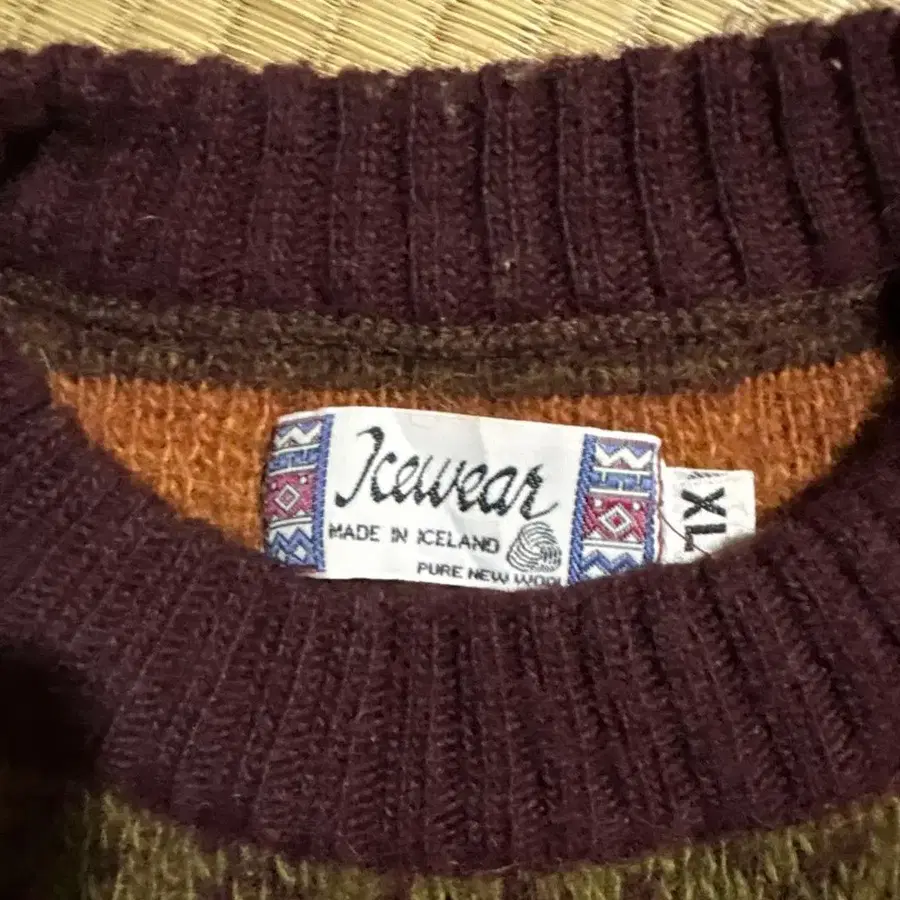 Icewear
MADE IN ICELAND
PURE NEW WOOL
XL